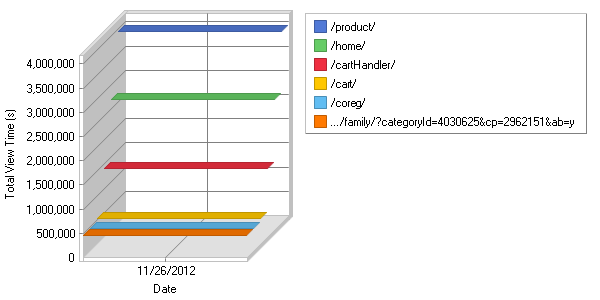 Total View Time (s)
4,000,000
3,500,000
3,000,000
2,500,000
2,000,000
1,500,000
1,000,000
500,000
0
11/26/2012
Date
/product/
/home/
/cartHandler/
/cart/
/coreg/
.../family/?categoryId=4030625&cp=2962151&ab=y